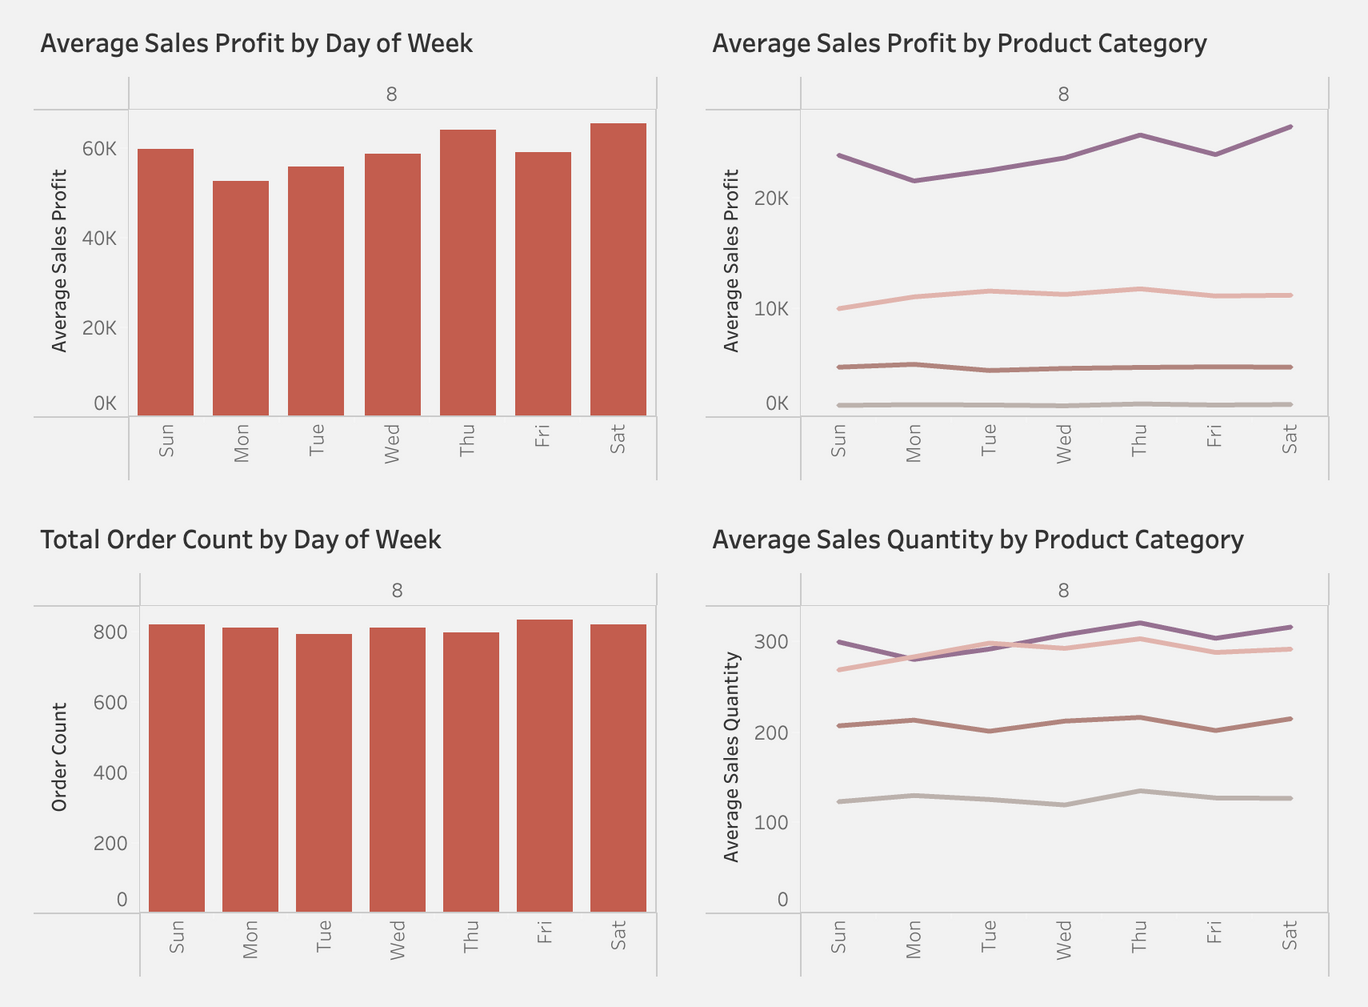 Average Sales Profit by Day of Week
8
60K
40K
20K
0K
Average Sales Profit
Sun Mon Tue Wed Thu Fri Sat
Average Sales Profit by Product Category
8
20K
10K
0K
Average Sales Profit
Sun Mon Tue Wed Thu Fri Sat
Total Order Count by Day of Week
8
800
600
400
200
0
Order Count
Sun Mon Tue Wed Thu Fri Sat
Average Sales Quantity by Product Category
8
300
200
100
0
Average Sales Quantity
Sun Mon Tue Wed Thu Fri Sat